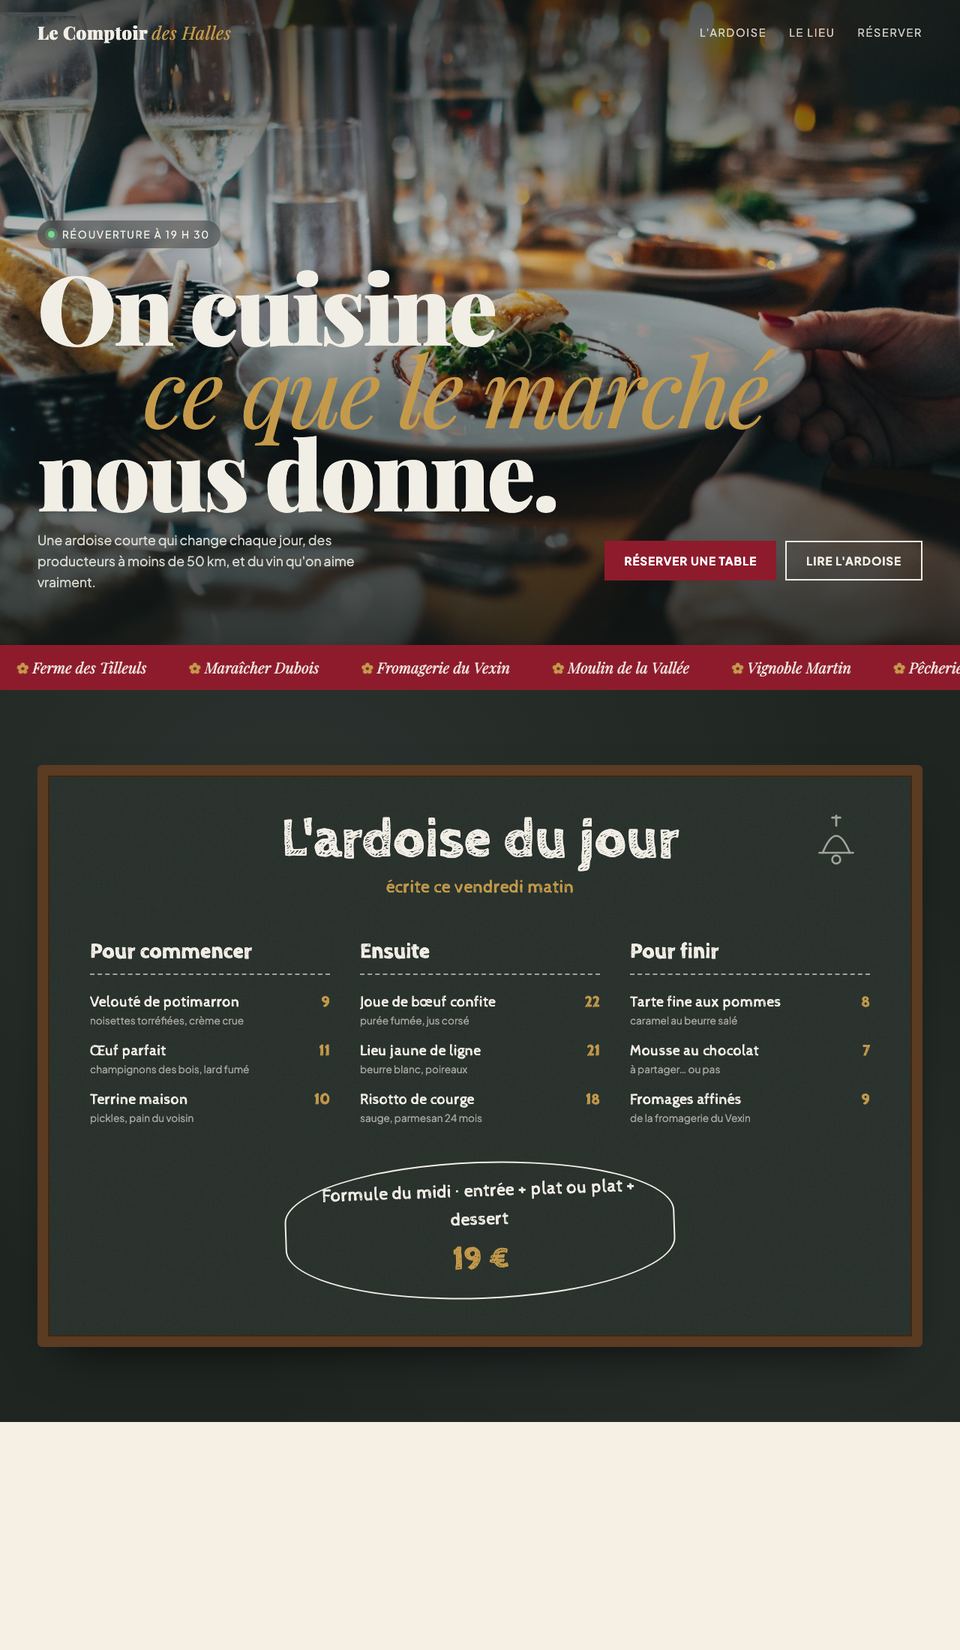 Le Comptoir des Halles
L'ARDOISE LE LIEU RÉSERVER
RÉOUVERTURE À 19 H 30
On cuisine
ce que le marché
nous donne.
Une ardoise courte qui change chaque jour, des
producteurs à moins de 50 km, et du vin qu'on aime
vraiment.
RÉSERVER UNE TABLE LIRE L'ARDOISE
✿ Ferme des Tilleuls ✿ Maraîcher Dubois ✿ Fromagerie du Vexin ✿ Moulin de la Vallée ✿ Vignoble Martin ✿ Pêcherie
L'ardoise du jour
écrite ce vendredi matin
Pour commencer
Velouté de potimarron 9
noisettes torréfiées, crème crue
Œuf parfait 11
champignons des bois, lard fumé
Terrine maison 10
pickles, pain du voisin
Ensuite
Joue de bœuf confite 22
purée fumée, jus corsé
Lieu jaune de ligne 21
beurre blanc, poireaux
Risotto de courge 18
sauge, parmesan 24 mois
Pour finir
Tarte fine aux pommes 8
caramel au beurre salé
Mousse au chocolat 7
à partager... ou pas
Fromages affinés 9
de la fromagerie du Vexin
Formule du midi · entrée + plat ou plat +
dessert
19 €